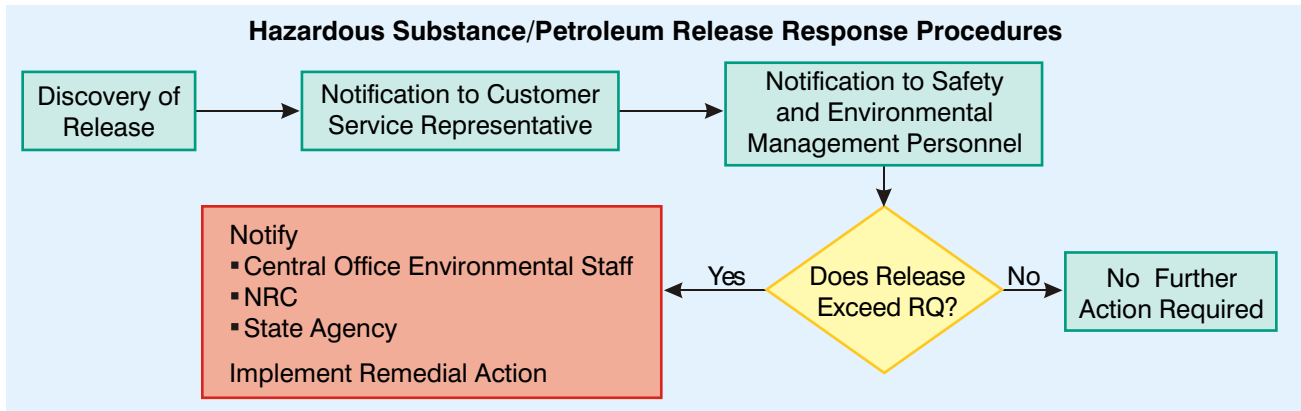 Hazardous Substance/Petroleum Release Response Procedures
Discovery of
Release
Notification to Customer
Service Representative
Notification to Safety
and Environmental
Management Personnel
Does Release
Exceed RQ?
Yes
No
Notify
▪ Central Office Environmental Staff
▪ NRC
▪ State Agency
Implement Remedial Action
No Further
Action Required